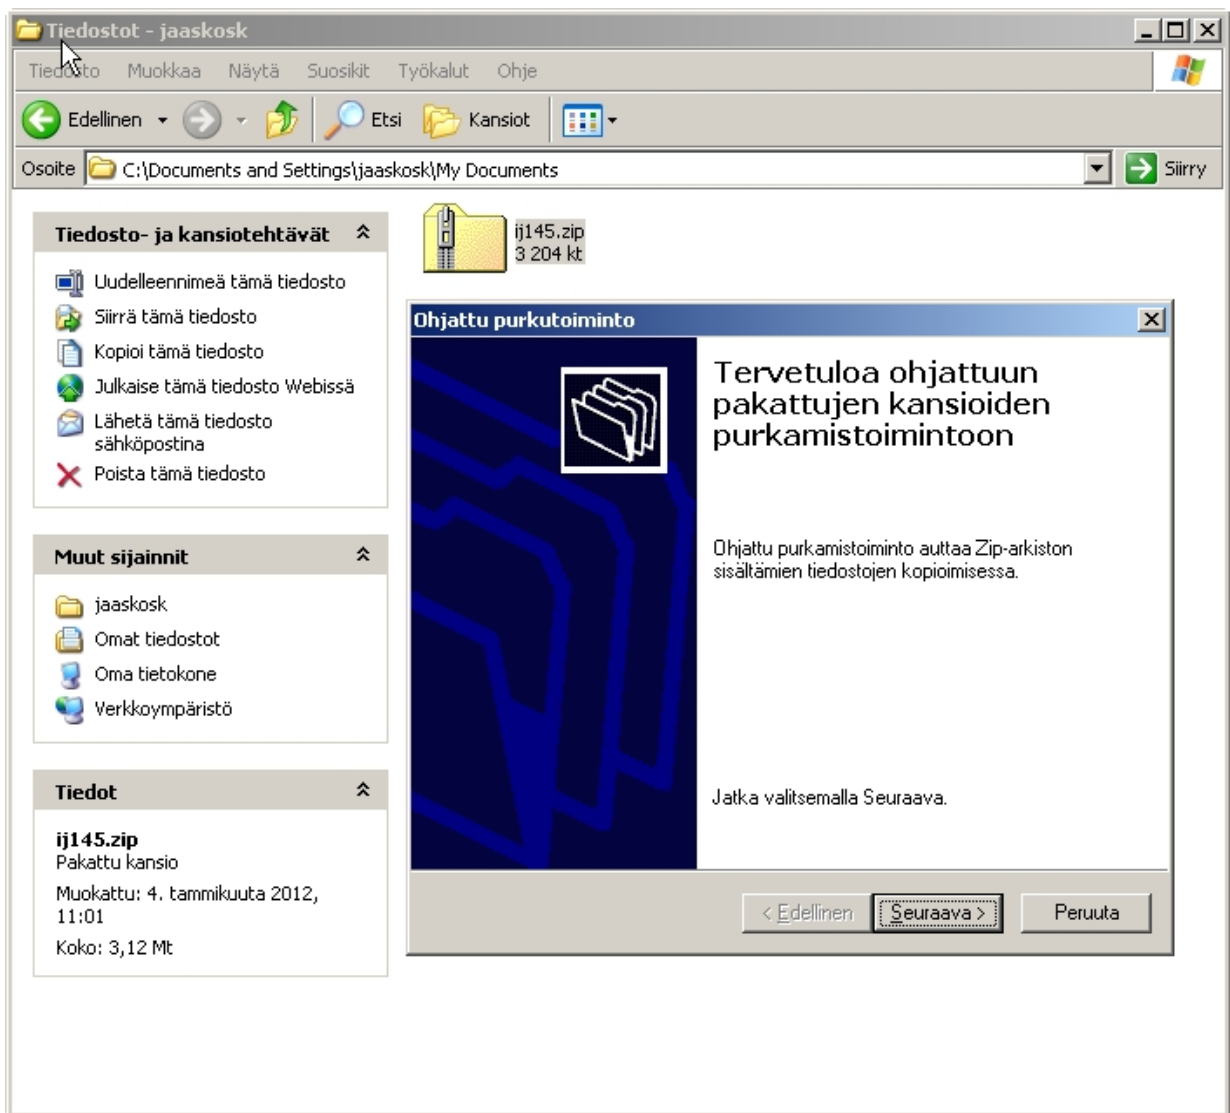 Tiedostot - jaaskosk
Tiedosto Muokkaa Näytä Suosikit Työkalut Ohje
Edellinen Etsi Kansiot
Osoite C:\Documents and Settings\jaaskosk\My Documents Siirry
Tiedosto- ja kansiotehtävät
Uudelleennimeä tämä tiedosto
Siirrä tämä tiedosto
Kopioi tämä tiedosto
Julkaise tämä tiedosto Webissä
Lähetä tämä tiedosto
sähköpostina
Poista tämä tiedosto
Muut sijainnit
jaaskosk
Omat tiedostot
Oma tietokone
Verkkoympäristö
Tiedot
ij145.zip
Pakattu kansio
Muokattu: 4. tammikuuta 2012,
11:01
Koko: 3,12 Mt
ij145.zip
3 204 kt
Ohjattu purkutoiminto
Tervetuloa ohjattuun
pakattujen kansioiden
purkamistoimintoon
Ohjattu purkamistoiminto auttaa Zip-arkiston
sisältämien tiedostojen kopioimisessa.
Jatka valitsemalla Seuraava.
< Edellinen Seuraava > Peruuta